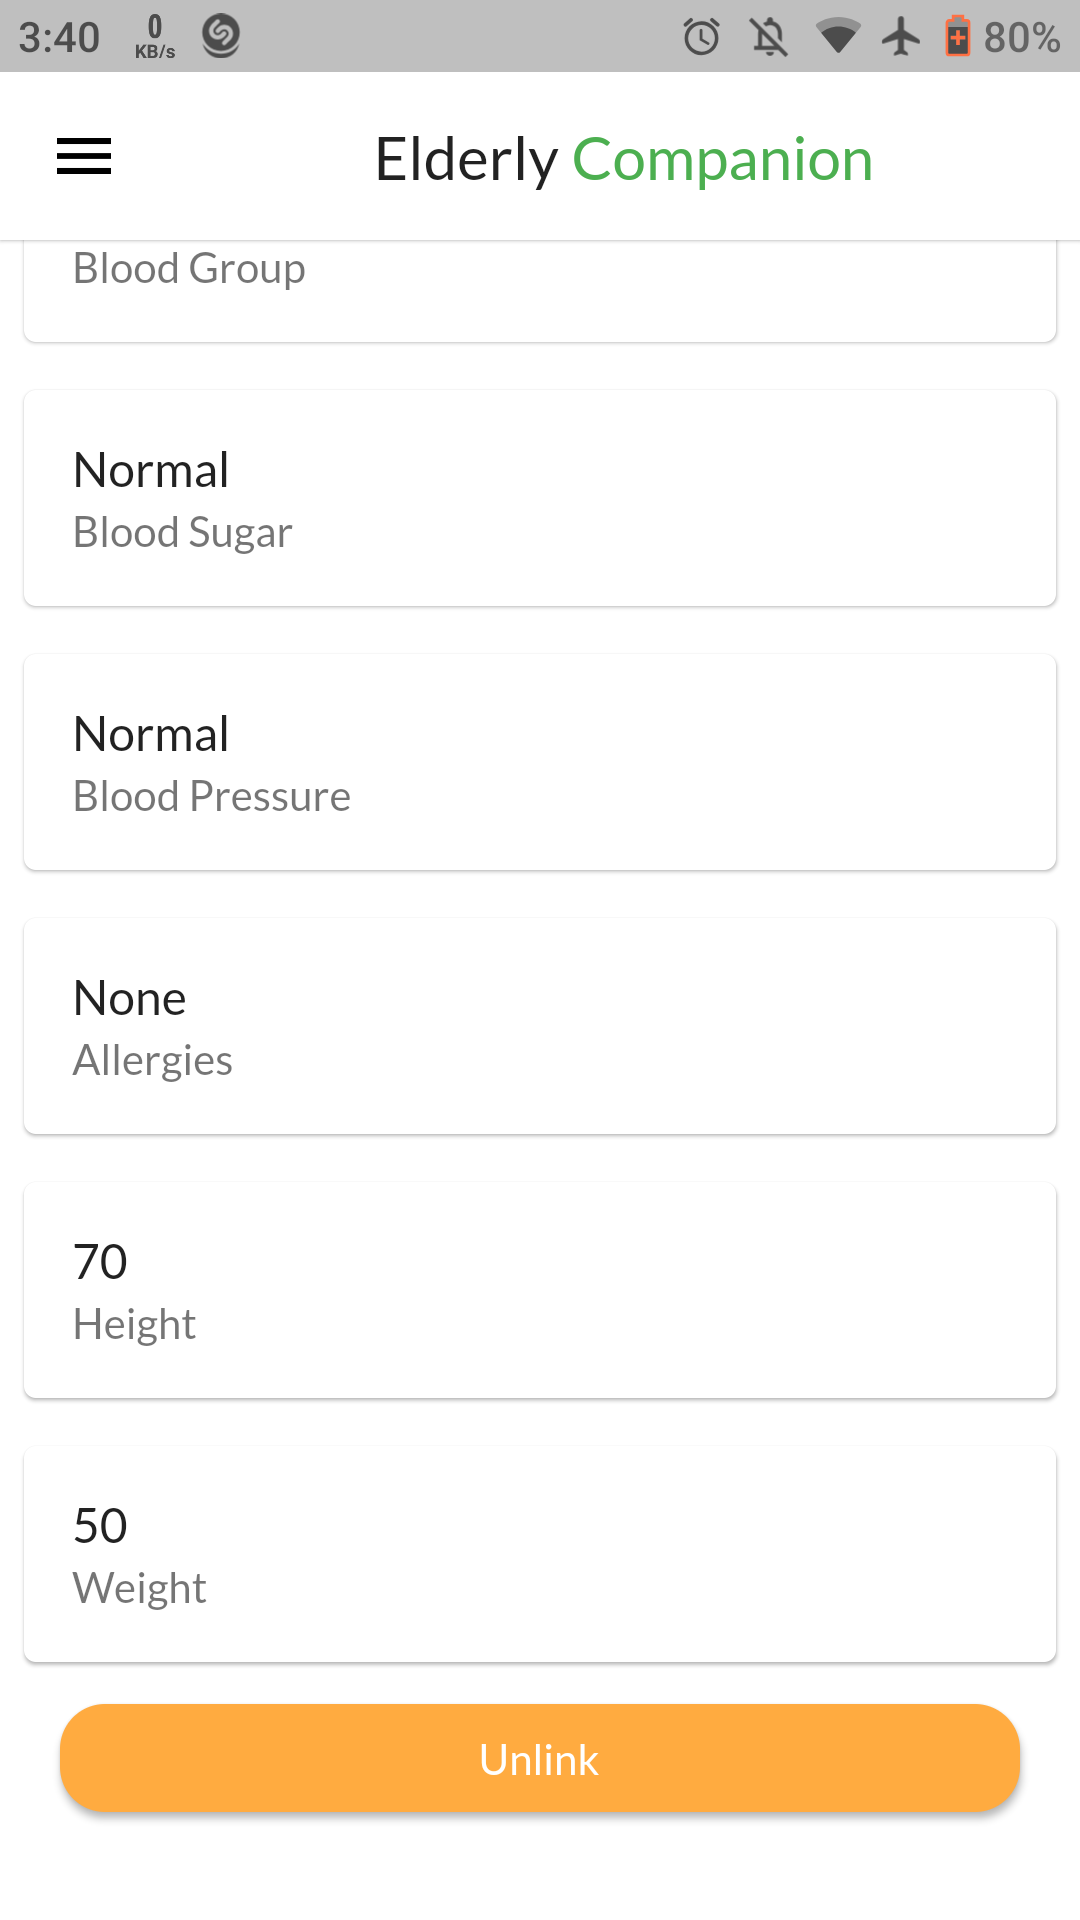 3:40
0
KB/s
80%
Elderly Companion
Blood Group
Normal
Blood Sugar
Normal
Blood Pressure
None
Allergies
70
Height
50
Weight
Unlink